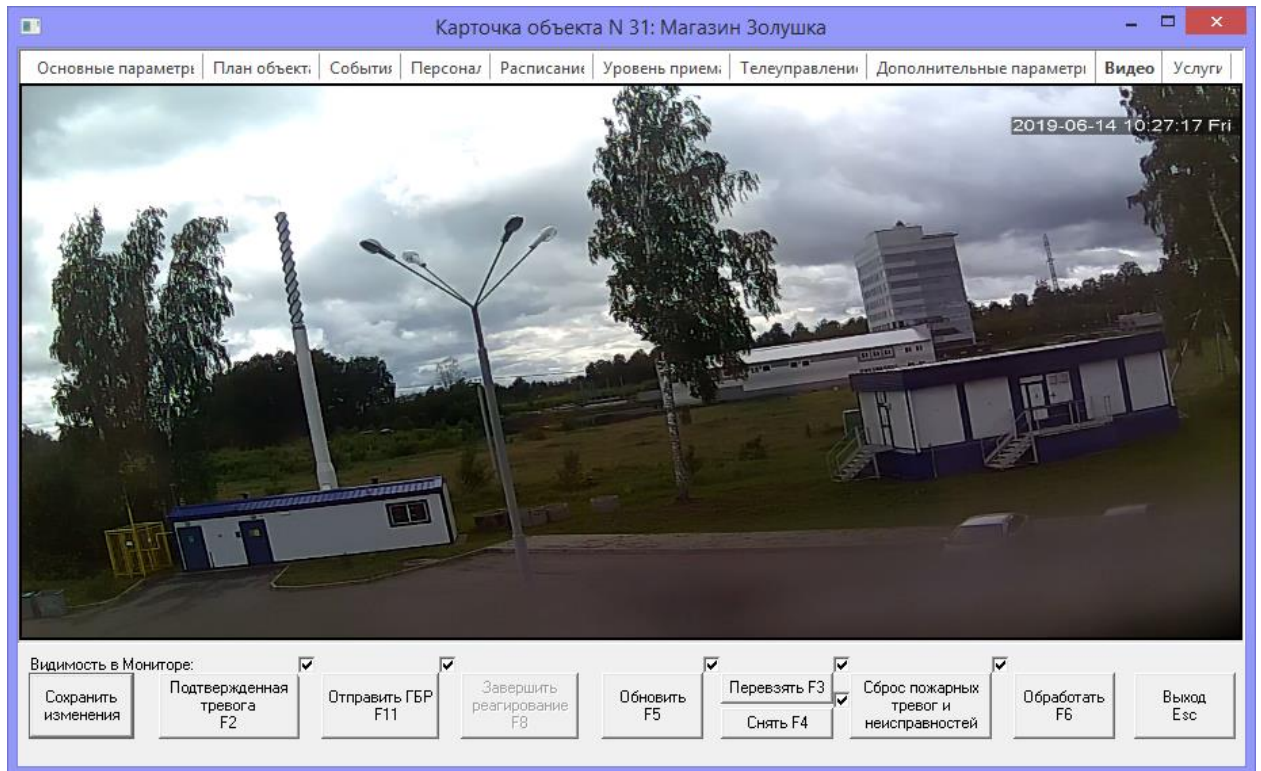 Карточка объекта N 31: Магазин Золушка
Основные параметры План объекта События Персонал Расписание Уровень приема Телеуправлени Дополнительные параметры Видео Услуги
2019-06-14 10:27:17 Fri
Видимость в Мониторе:
Сохранить
изменения
Подтвержденная
тревога
F2
Отправить ГБР
F11
Завершить
реагирование
F8
Обновить
F5
Перевзять F3
Снять F4
Сброс пожарных
тревог и
неисправностей
Обработать
F6
Выход
Esc